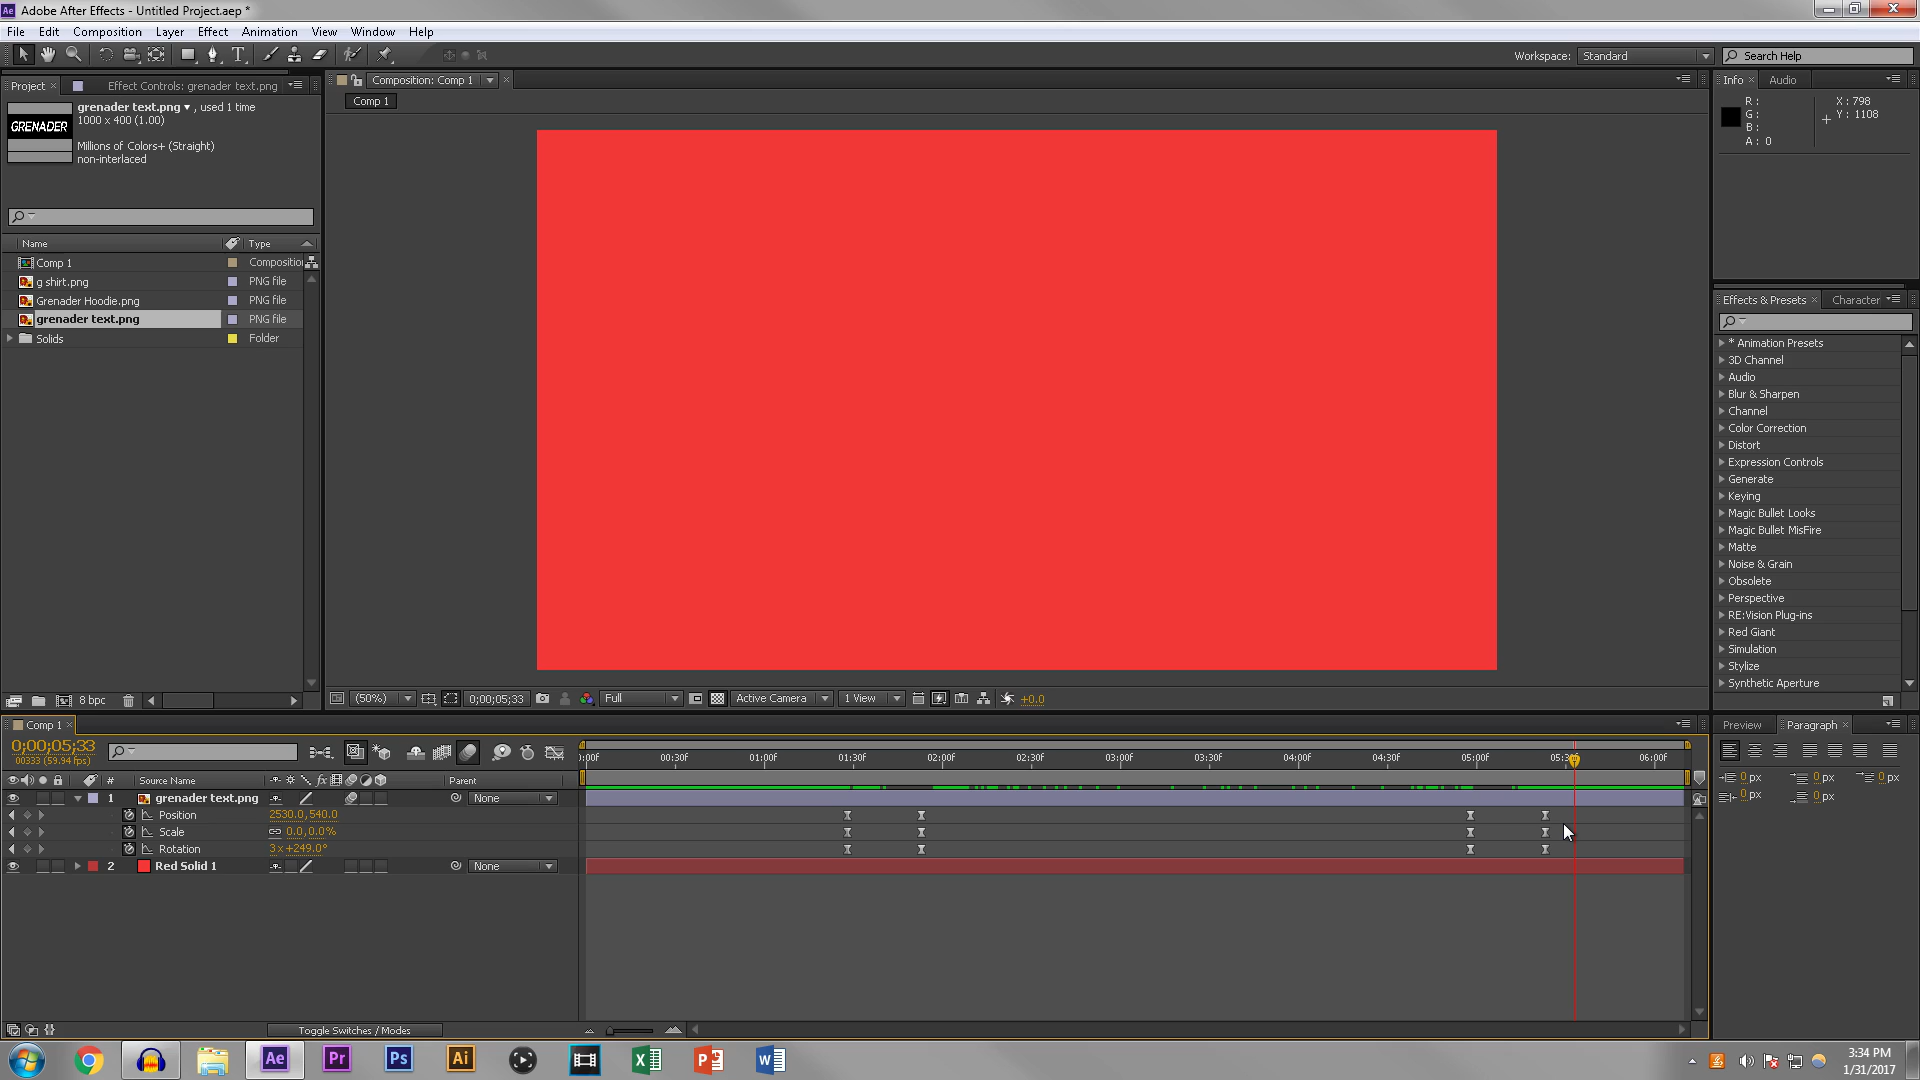 Adobe After Effects - Untitled Project.aep *
File Edit Composition Layer Effect Animation View Window Help
Workspace: Standard
Search Help
Project
Effect Controls: grenader text.png
grenader text.png , used 1 time
1000 x 400 (1.00)
GRENADER
Millions of Colors+ (Straight)
non-interlaced
Name Type
Comp 1 Compositio
g shirt.png PNG file
Grenader Hoodie.png PNG file
grenader text.png PNG file
Solids Folder
8 bpc
Composition: Comp 1
Comp 1
(50%) 0;00;05;33 Full Active Camera 1 View +0.0
Info Audio
R :
G :
B :
A : 0
X : 798
Y : 1108
Effects & Presets Character
* Animation Presets
3D Channel
Audio
Blur & Sharpen
Channel
Color Correction
Distort
Expression Controls
Generate
Keying
Magic Bullet Looks
Magic Bullet MisFire
Matte
Noise & Grain
Obsolete
Perspective
RE:Vision Plug-ins
Red Giant
Simulation
Stylize
Synthetic Aperture
Comp 1
0;00;05;33
00333 (59.94 fps)
# Source Name fx Parent
):00f 00:30f 01:00f 01:30f 02:00f 02:30f 03:00f 03:30f 04:00f 04:30f 05:00f 05:3 06:00f
1 grenader text.png None
Position 2530.0, 540.0
Scale 0.0, 0.0%
Rotation 3x+249.0°
2 Red Solid 1 None
Toggle Switches / Modes
Preview Paragraph
0 px 0 px 0 px
0 px 0 px
Ae Pr Ps Ai X P W
3:34 PM
1/31/2017